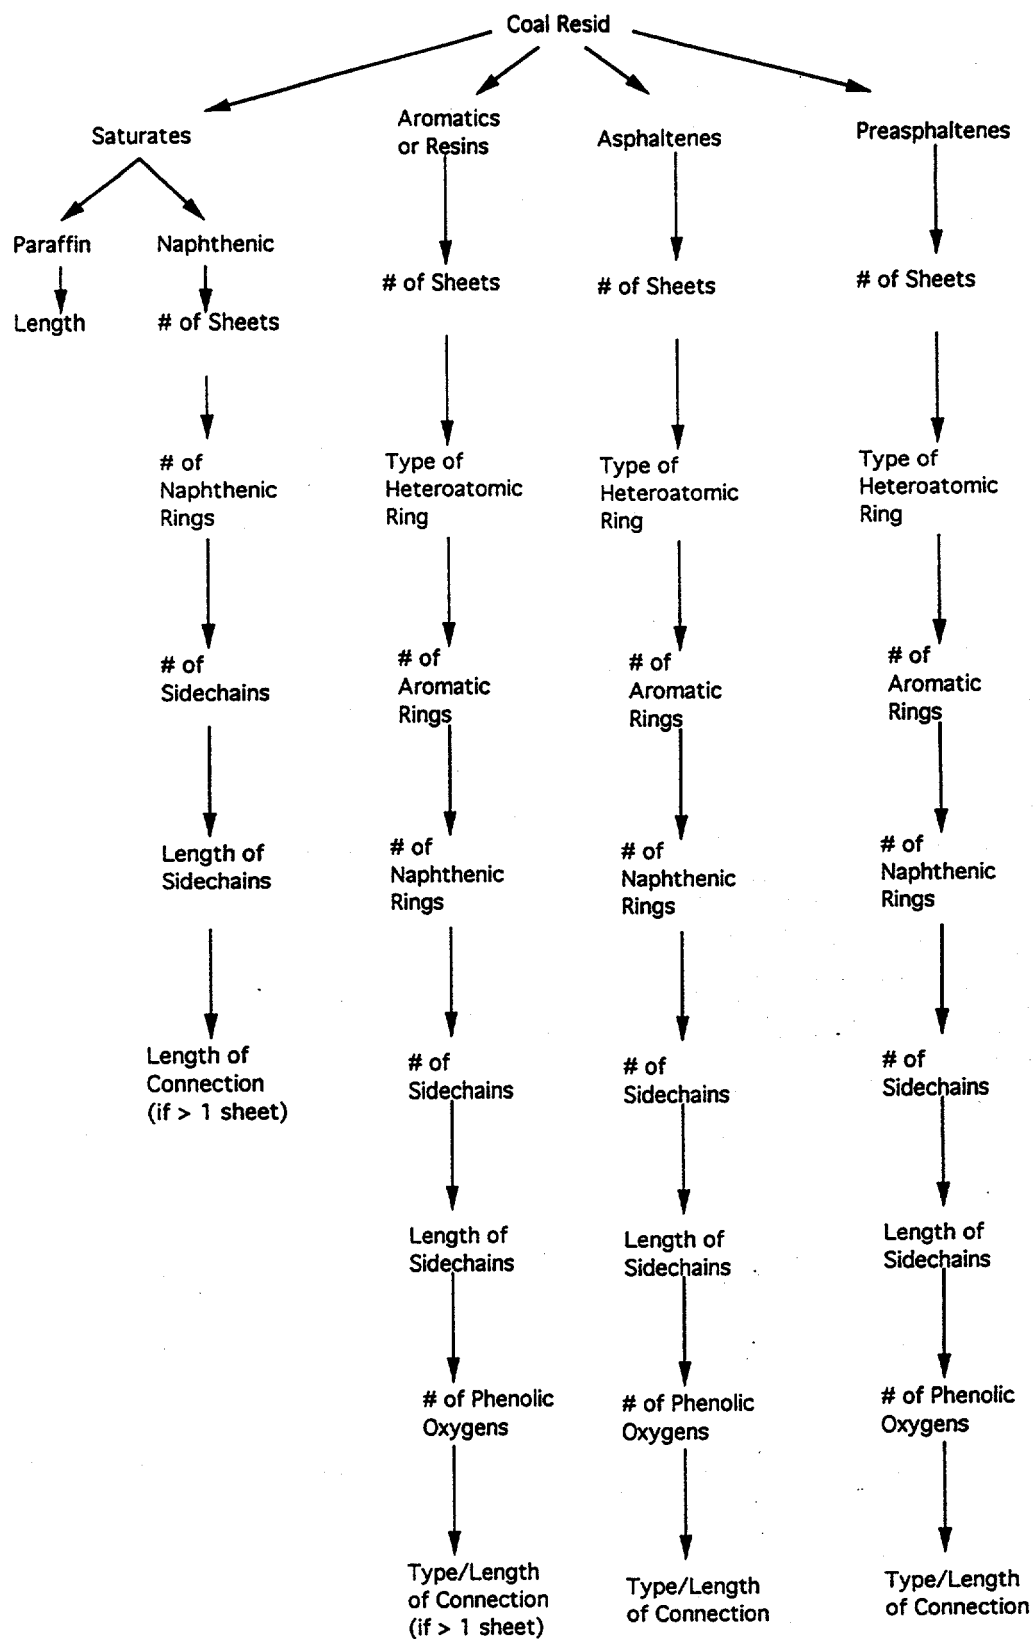 Coal Resid
Saturates
Aromatics
or Resins
Asphaltenes
Preasphaltenes
Paraffin
Naphthenic
Length
# of Sheets
# of
Naphthenic
Rings
# of
Sidechains
Length of
Sidechains
Length of
Connection
(if > 1 sheet)
# of Sheets
Type of
Heteroatomic
Ring
# of
Aromatic
Rings
# of
Naphthenic
Rings
# of
Sidechains
Length of
Sidechains
# of Phenolic
Oxygens
Type/Length
of Connection
(if > 1 sheet)
# of Sheets
Type of
Heteroatomic
Ring
# of
Aromatic
Rings
# of
Naphthenic
Rings
# of
Sidechains
Length of
Sidechains
# of Phenolic
Oxygens
Type/Length
of Connection
# of Sheets
Type of
Heteroatomic
Ring
# of
Aromatic
Rings
# of
Naphthenic
Rings
# of
Sidechains
Length of
Sidechains
# of Phenolic
Oxygens
Type/Length
of Connection